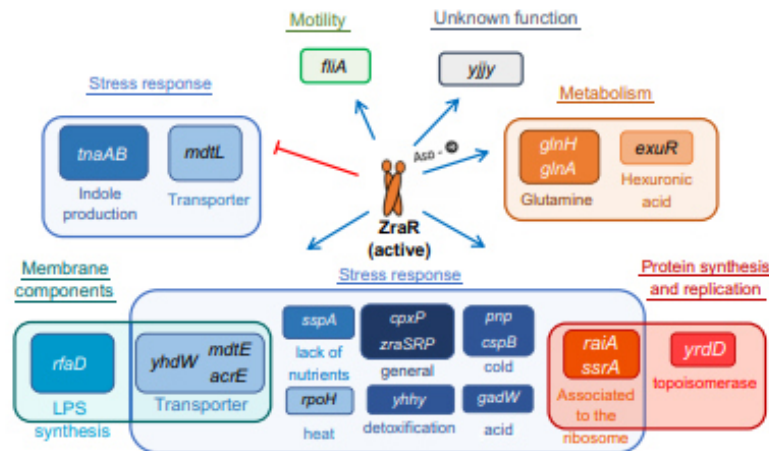 Motility
Unknown function
fliA
yjjy
Stress response
Metabolism
tnaAB
mdtL
Indole
production
Transporter
Asp - P
glnH
glnA
exuR
Glutamine
Hexuronic
acid
ZraR
(active)
Membrane
components
Stress response
Protein synthesis
and replication
rfaD
LPS
synthesis
yhdW
mdtE
acrE
Transporter
sspA
lack of
nutrients
cpxP
zraSRP
general
pnp
cspB
cold
rpoH
heat
yhhy
detoxification
gadW
acid
raiA
ssrA
Associated
to the
ribosome
yrdD
topoisomerase